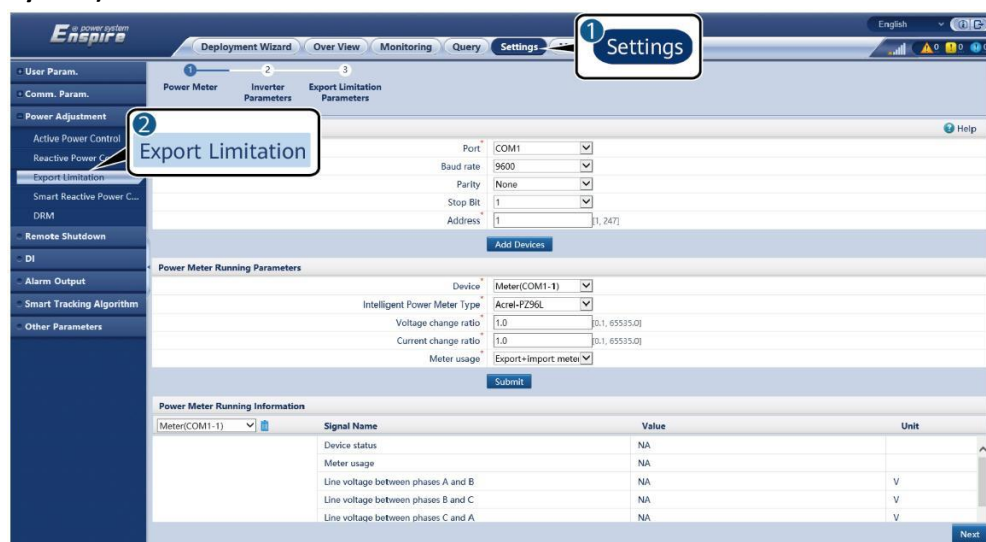 e power system
Enspire
English
Deployment Wizard
Over View
Monitoring
Query
Settings
1
Settings
0
0
0
User Param.
Comm. Param.
Power Adjustment
Active Power Control
Reactive Power
Export Limitation
Smart Reactive Power C...
DRM
Remote Shutdown
DI
Alarm Output
Smart Tracking Algorithm
Other Parameters
2
Export Limitation
1
2
3
Power Meter
Inverter Parameters
Export Limitation Parameters
Help
Port* COM1
Baud rate 9600
Parity None
Stop Bit 1
Address* 1 [1, 247]
Add Devices
Power Meter Running Parameters
Device* Meter(COM1-1)
Intelligent Power Meter Type* Acrel-PZ96L
Voltage change ratio* 1.0 [0.1, 65535.0]
Current change ratio* 1.0 [0.1, 65535.0]
Meter usage* Export+import meter
Submit
Power Meter Running Information
Meter(COM1-1) Signal Name Value Unit
Device status NA
Meter usage NA
Line voltage between phases A and B NA V
Line voltage between phases B and C NA V
Line voltage between phases C and A NA V
Next